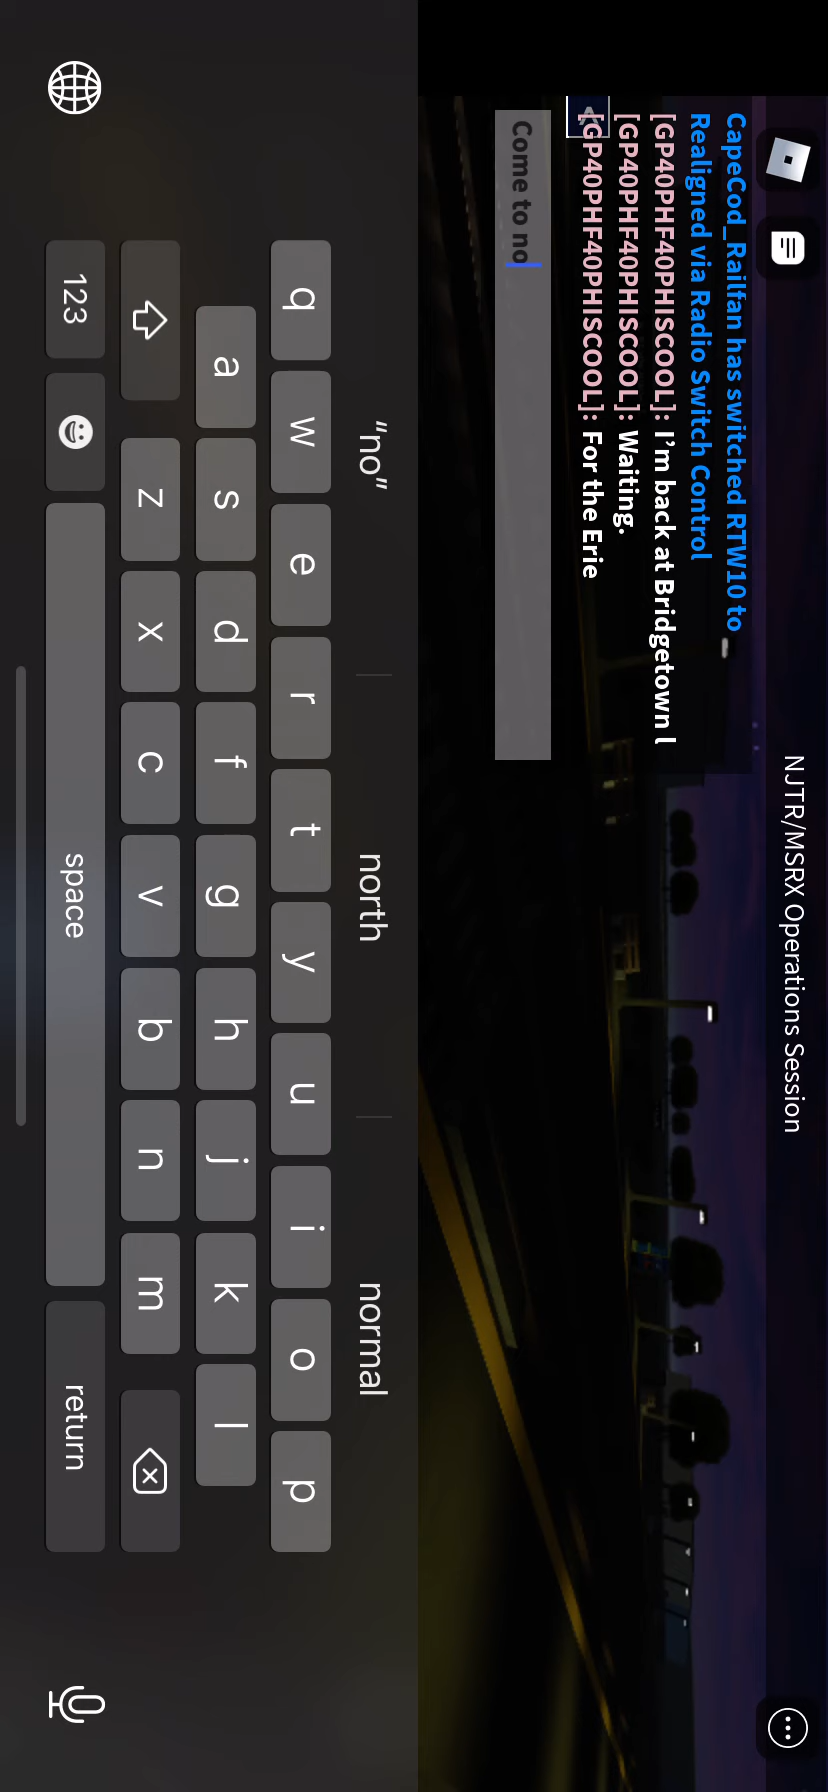 NJTR/MSRX Operations Session
CapeCod_Railfan has switched RTW10 to
Realigned via Radio Switch Control
[GP40PHF40PHISCOOL]: I'm back at Bridgetown l
[GP40PHF40PHISCOOL]: Waiting.
[GP40PHF40PHISCOOL]: For the Erie
Come to no
"no" north normal
q w e r t y u i o p
a s d f g h j k l
z x c v b n m
123 space return